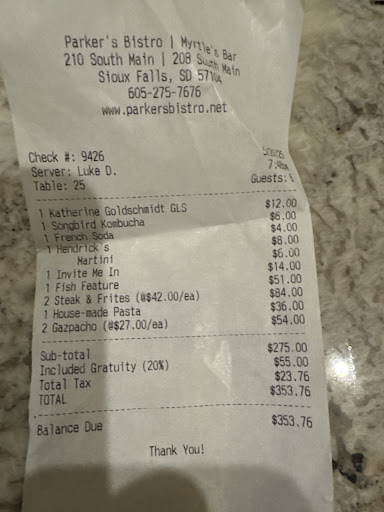 Parker's Bistro | Myrtle's Bar
210 South Main | 208 South Main
Sioux Falls, SD 57104
605-275-7676
www.parkersbistro.net
Check #: 9426
Server: Luke D. 7:48pm
Table: 25 Guests:
1 Katherine Goldschmidt GLS $12.00
1 Songbird Kombucha $6.00
1 French Soda $4.00
1 Hendrick's $8.00
Martini $6.00
1 Invite Me In $14.00
1 Fish Feature $51.00
2 Steak & Frites (@$42.00/ea) $84.00
1 House-made Pasta $36.00
2 Gazpacho (@$27.00/ea) $54.00
Sub-total $275.00
Included Gratuity (20%) $55.00
Total Tax $23.76
TOTAL $353.76
Balance Due $353.76
Thank You!